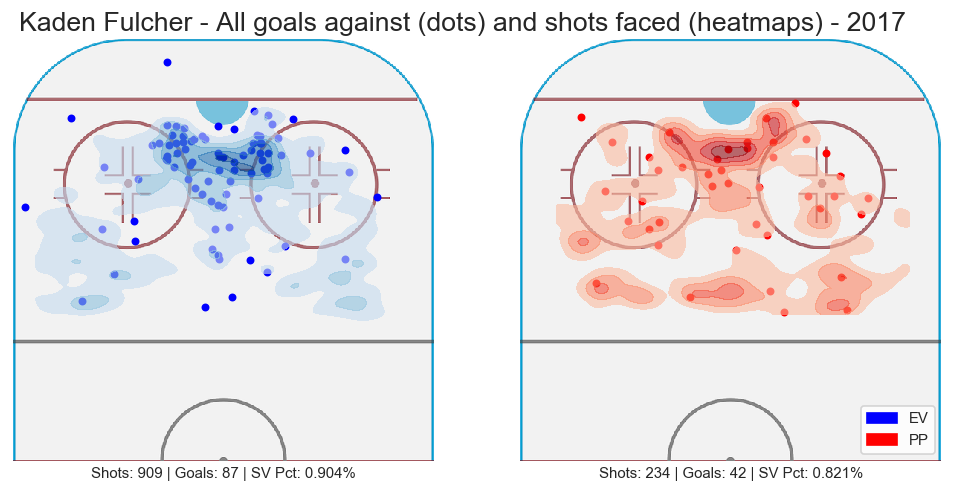 Kaden Fulcher - All goals against (dots) and shots faced (heatmaps) - 2017
EV
PP
Shots: 909 | Goals: 87 | SV Pct: 0.904%
Shots: 234 | Goals: 42 | SV Pct: 0.821%